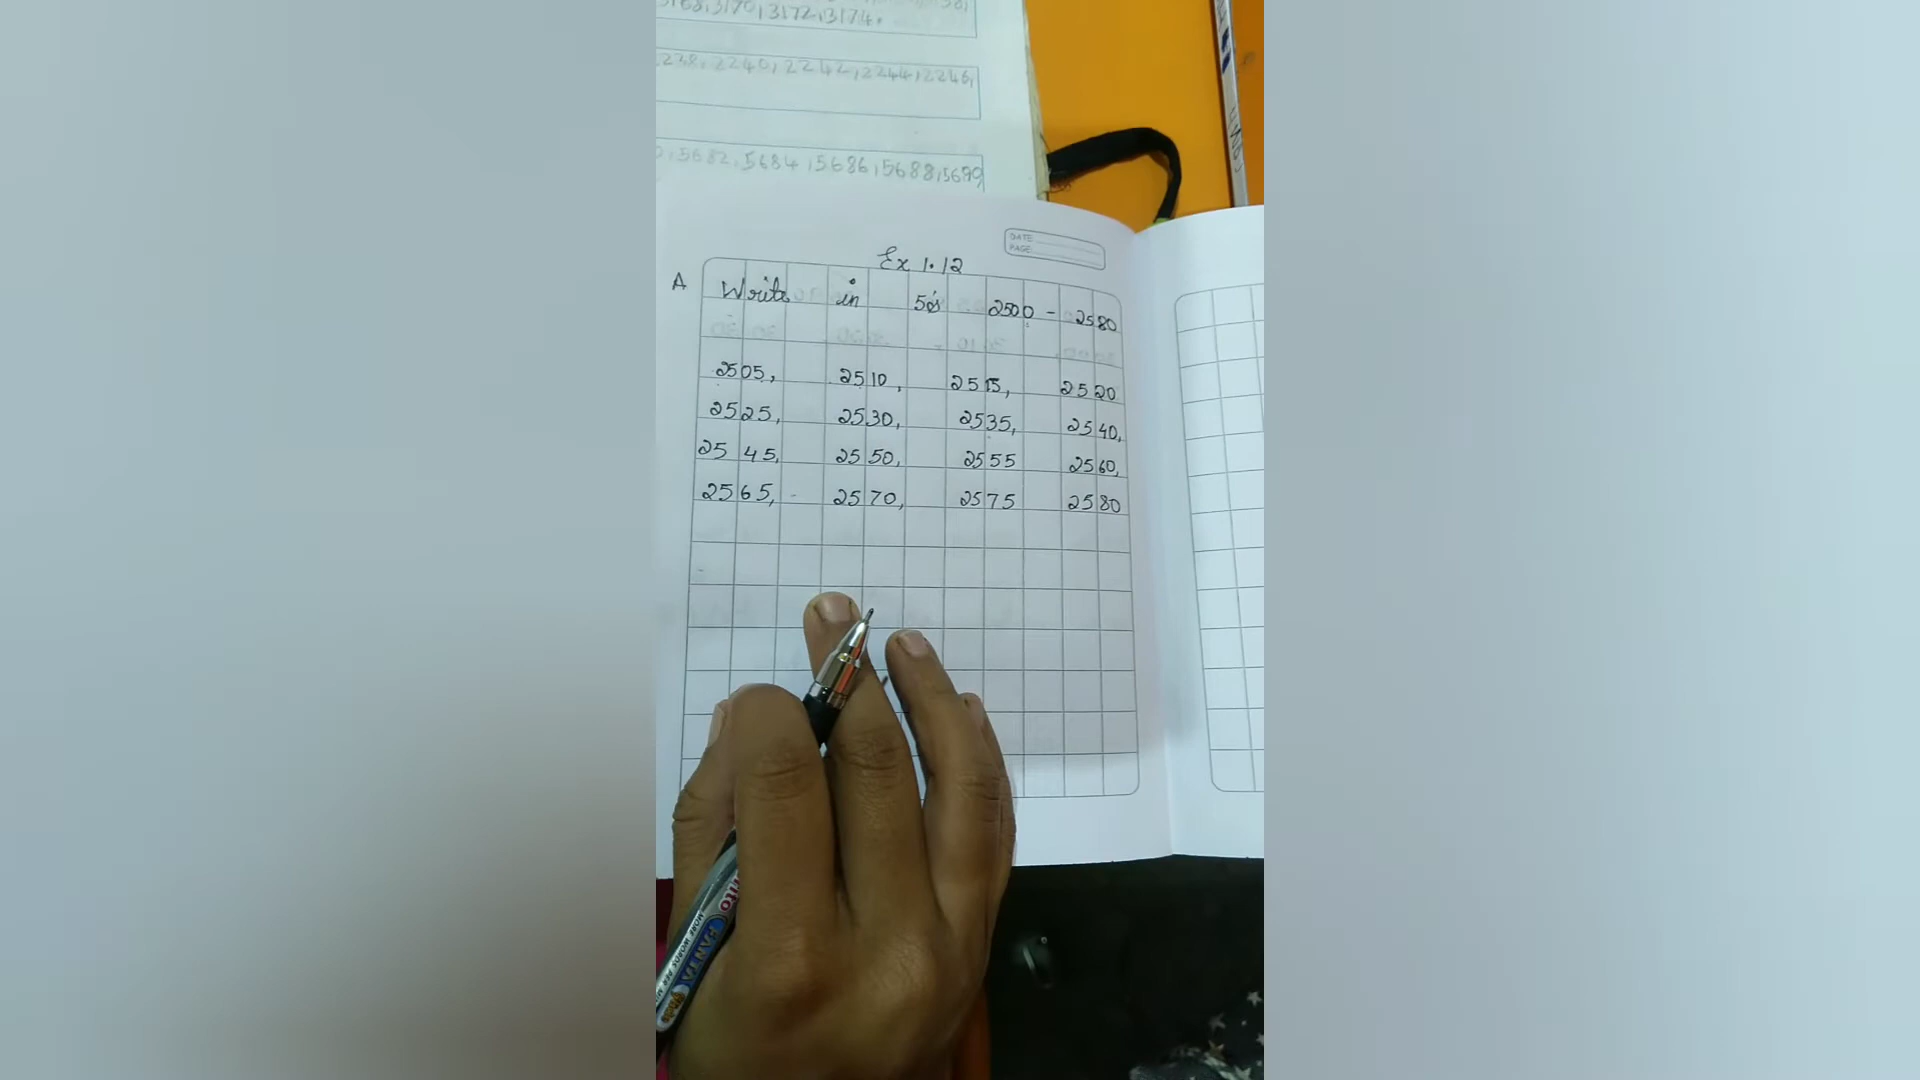 3168,3170,3172,3174.
2238,2240,2242,2244,2246,
5682,5684,5686,5688,5690
DATE
PAGE
Ex 1.12
A Write in 5's 2500 - 2580
2505, 2510, 2515, 2520
2525, 2530, 2535, 2540,
2545, 2550, 2555 2560,
2565, 2570, 2575 2580